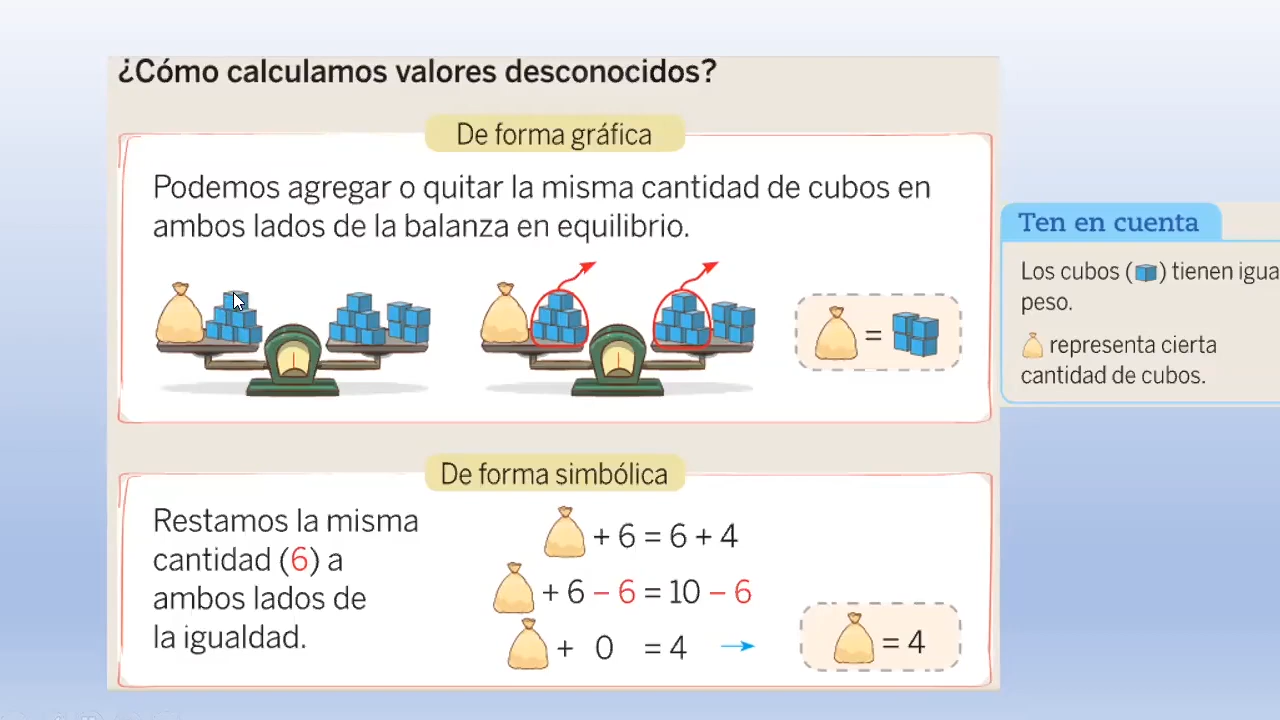 ¿Cómo calculamos valores desconocidos?
De forma gráfica
Podemos agregar o quitar la misma cantidad de cubos en
ambos lados de la balanza en equilibrio.
=
Ten en cuenta
Los cubos ( ) tienen igua
peso.
representa cierta
cantidad de cubos.
De forma simbólica
Restamos la misma
cantidad (6) a
ambos lados de
la igualdad.
+ 6 = 6 + 4
+ 6 – 6 = 10 – 6
+ 0 = 4
= 4